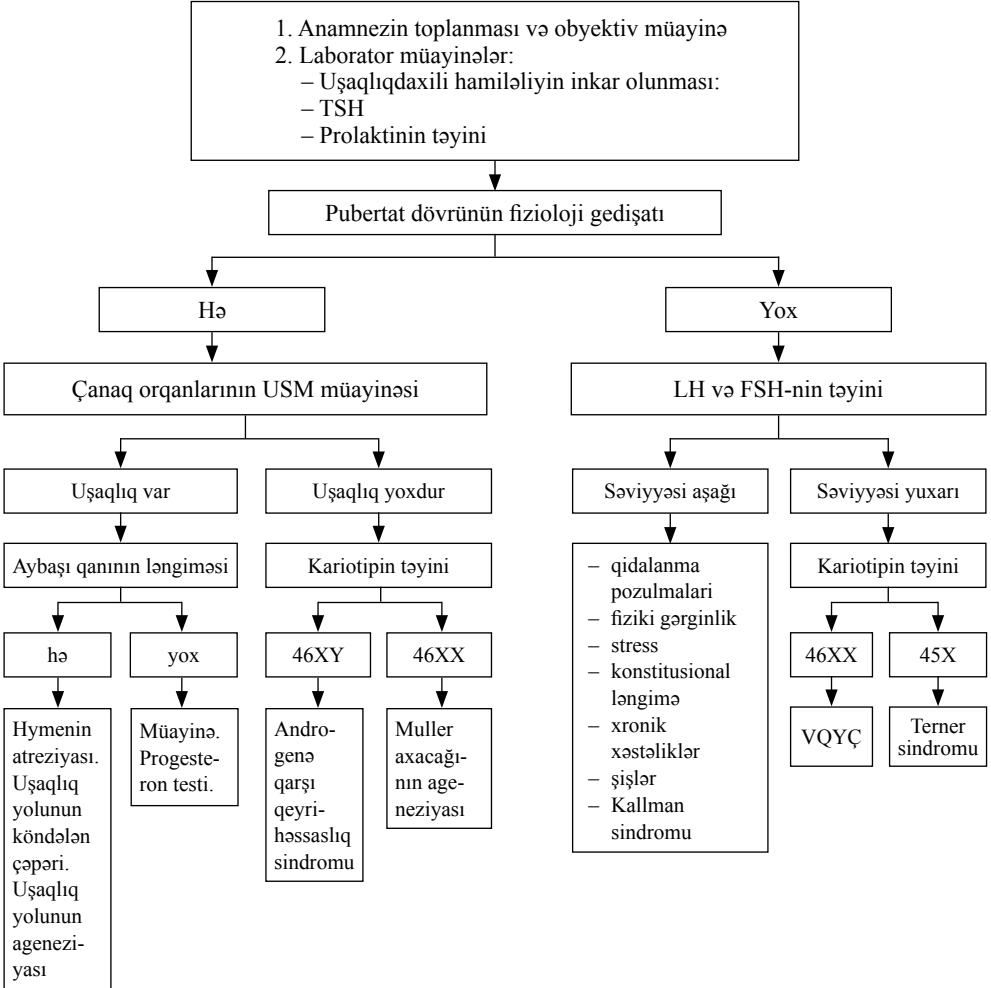 1. Anamnezin toplanması və obyektiv müayinə
2. Laborator müayinələr:
– Uşaqlıqdaxili hamiləliyin inkar olunması:
– TSH
– Prolaktinin təyini
Pubertat dövrünün fizioloji gedişatı
Hə
Yox
Çanaq orqanlarının USM müayinəsi
LH və FSH-nin təyini
Uşaqlıq var
Uşaqlıq yoxdur
Səviyyəsi aşağı
Səviyyəsi yuxarı
Aybaşı qanının ləngiməsi
Kariotipin təyini
– qidalanma
pozulmalari
– fiziki gərginlik
– stress
– konstitusional
ləngimə
– xronik
xəstəliklər
– şişlər
– Kallman
sindromu
Kariotipin təyini
hə
yox
46XY
46XX
46XX
45X
Hymenin
atreziyası.
Uşaqlıq
yolunun
köndələn
çəpəri.
Uşaqlıq
yolunun
agenezi-
yası
Müayinə.
Progeste-
ron testi.
Andro-
genə
qarşı
qeyri-
həssaslıq
sindromu
Muller
axacağı-
nın age-
neziyası
VQYÇ
Terner
sindromu